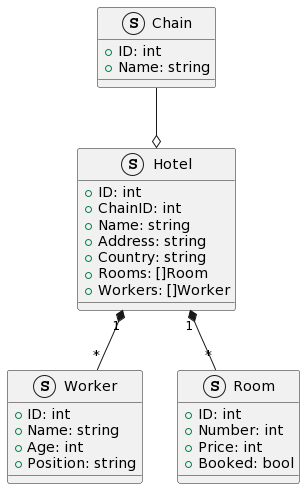 S Chain
ID: int
Name: string
S Hotel
ID: int
ChainID: int
Name: string
Address: string
Country: string
Rooms: []Room
Workers: []Worker
1 1
* *
S Worker
ID: int
Name: string
Age: int
Position: string
S Room
ID: int
Number: int
Price: int
Booked: bool